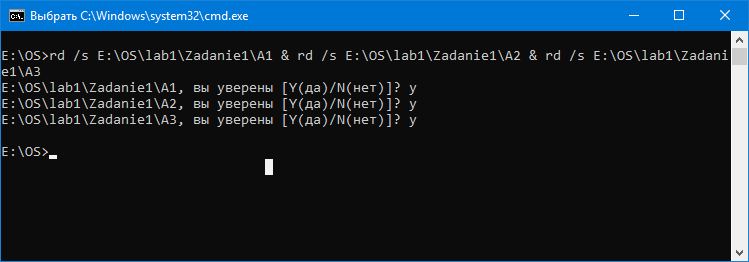 Выбрать C:\Windows\system32\cmd.exe
E:\OS>rd /s E:\OS\lab1\Zadanie1\A1 & rd /s E:\OS\lab1\Zadanie1\A2 & rd /s E:\OS\lab1\Zadani
e1\A3
E:\OS\lab1\Zadanie1\A1, вы уверены [Y(да)/N(нет)]? y
E:\OS\lab1\Zadanie1\A2, вы уверены [Y(да)/N(нет)]? y
E:\OS\lab1\Zadanie1\A3, вы уверены [Y(да)/N(нет)]? y
E:\OS>